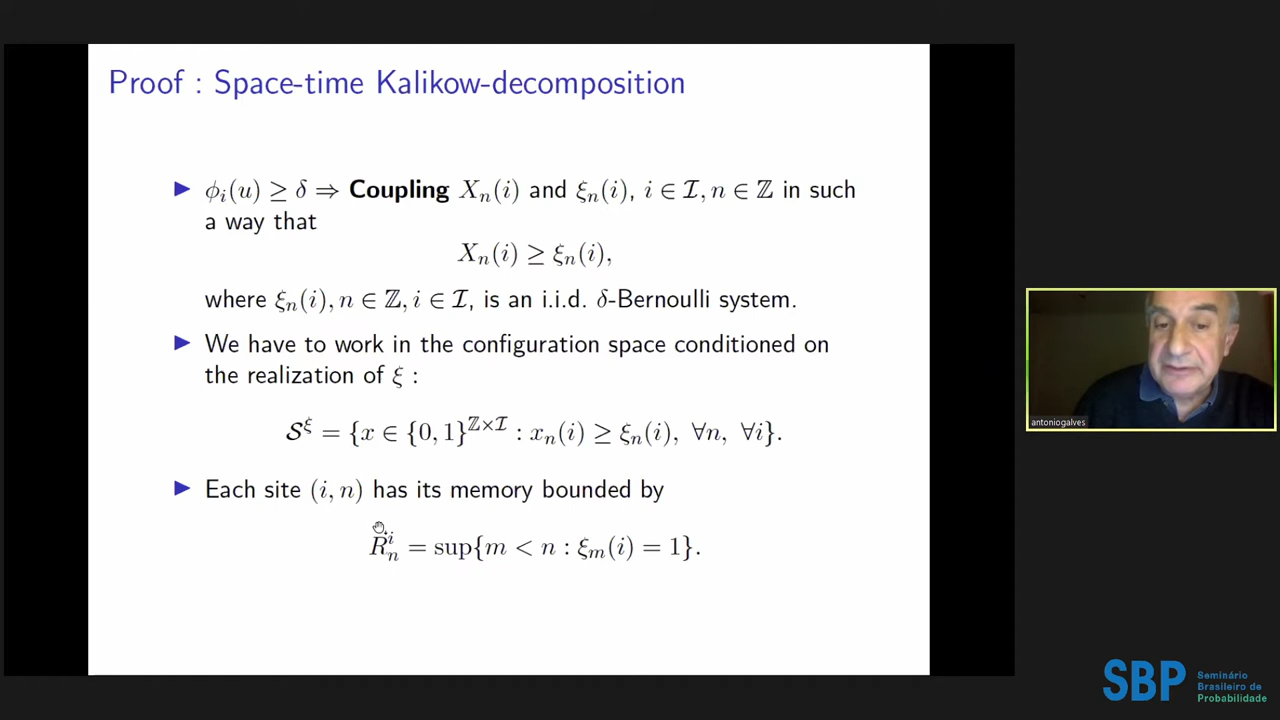 Proof : Space-time Kalikow-decomposition
▶ ϕ_i(u) ≥ δ ⇒ Coupling X_n(i) and ξ_n(i), i ∈ ℐ, n ∈ ℤ in such
a way that
X_n(i) ≥ ξ_n(i),
where ξ_n(i), n ∈ ℤ, i ∈ ℐ, is an i.i.d. δ-Bernoulli system.
▶ We have to work in the configuration space conditioned on
the realization of ξ :
𝒮^ξ = {x ∈ {0, 1}^{ℤ×ℐ} : x_n(i) ≥ ξ_n(i), ∀n, ∀i}.
▶ Each site (i, n) has its memory bounded by
R_n^i = sup{m < n : ξ_m(i) = 1}.
antoniogalves
SBP
Seminário
Brasileiro de
Probabilidade